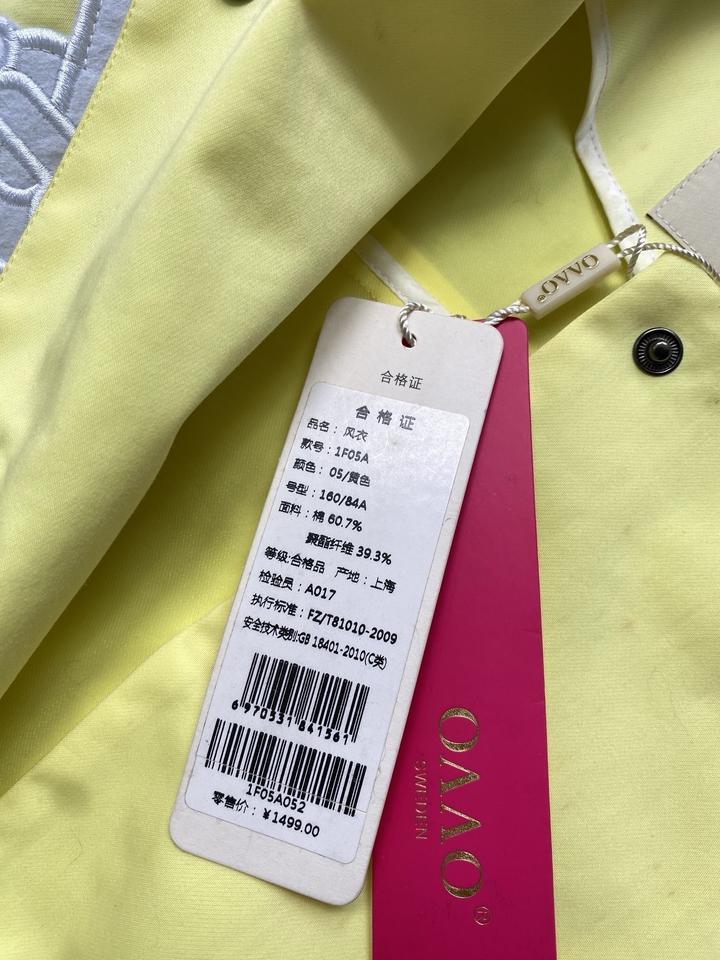 OVVO®
合格证
合格证
品名：风衣
款号：1F05A
颜色：05/黄色
号型：160/84A
面料：棉 60.7%
聚酯纤维 39.3%
等级:合格品 产地：上海
检验员：A017
执行标准：FZ/T81010-2009
安全技术类别:GB 18401-2010(C类)
6 970531 841561
1F05A052
零售价：￥1499.00
OVVO®
SWEDEN